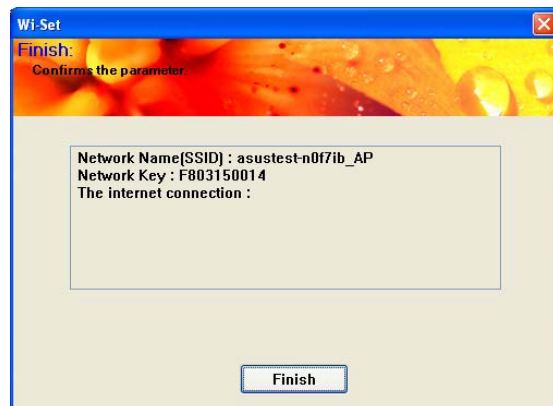 Wi-Set
Finish:
Confirms the parameter.
Network Name(SSID) : asustest-n0f7ib_AP
Network Key : F803150014
The internet connection :
Finish